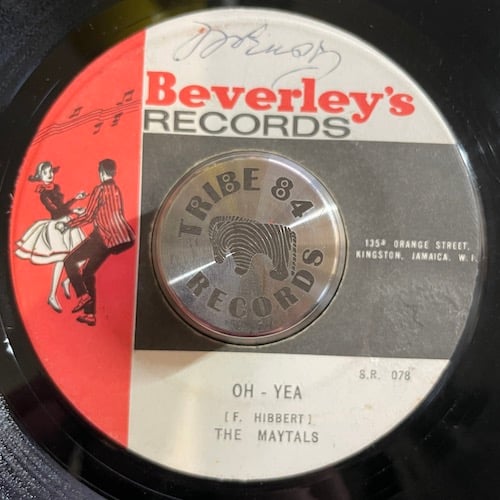 Beverley's
RECORDS
TRIBE 84
RECORDS
135ᴬ ORANGE STREET,
KINGSTON, JAMAICA. W.I.
S.R. 078
OH - YEA
[F. HIBBERT]
THE MAYTALS